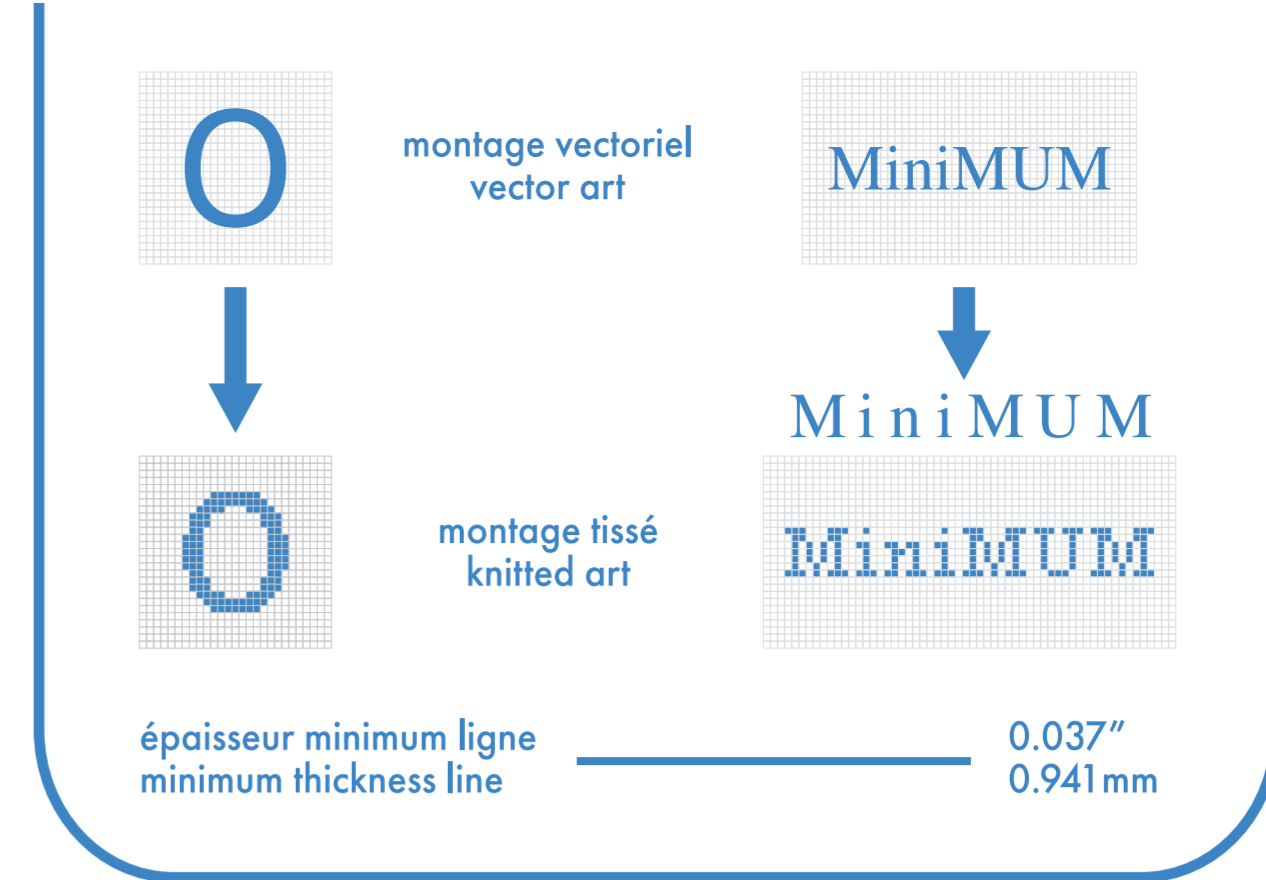 O
montage vectoriel
vector art
MiniMUM
MiniMUM
O
montage tissé
knitted art
MiniMUM
épaisseur minimum ligne
minimum thickness line
0.037"
0.941mm